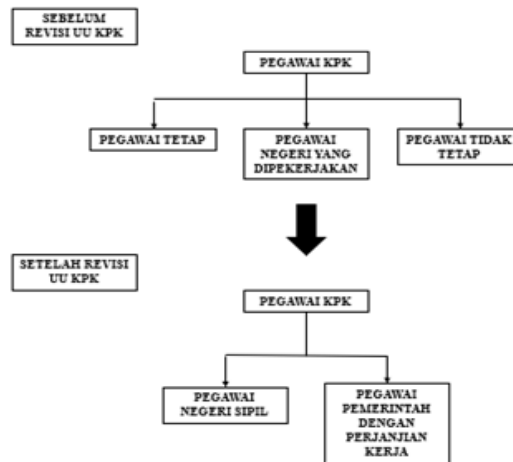 SEBELUM
REVISI UU KPK
PEGAWAI KPK
PEGAWAI TETAP
PEGAWAI
NEGERI YANG
DIPEKERJAKAN
PEGAWAI TIDAK
TETAP
SETELAH REVISI
UU KPK
PEGAWAI KPK
PEGAWAI
NEGERI SIPIL
PEGAWAI
PEMERINTAH
DENGAN
PERJANJIAN
KERJA